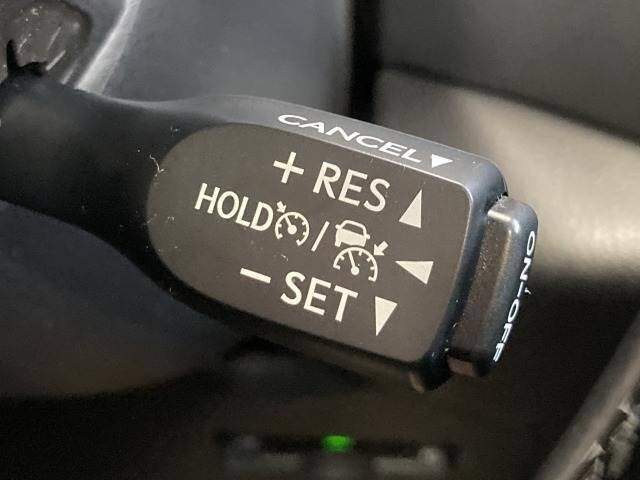 CANCEL▼
+ RES ▲
HOLD / ◀
− SET ▼
ON-OFF